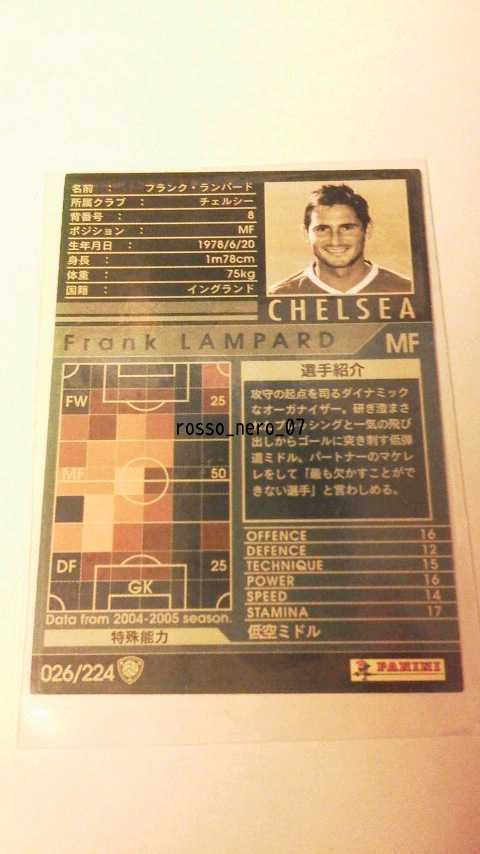 名前 : フランク・ランパード
所属クラブ : チェルシー
背番号 : 8
ポジション : MF
生年月日 : 1978/6/20
身長 : 1m78cm
体重 : 75kg
国籍 : イングランド
CHELSEA
Frank LAMPARD MF
FW 25
MF 50
DF 25
GK
Data from 2004-2005 season.
選手紹介
攻守の起点を司るダイナミック
なオーガナイザー。研ぎ澄まさ
シングと一気の飛び
出しからゴールに突き刺す低弾
道ミドル。パートナーのマケレ
レをして「最も欠かすことがで
きない選手」と言わしめる。
rosso_nero_07
OFFENCE 16
DEFENCE 12
TECHNIQUE 15
POWER 16
SPEED 14
STAMINA 17
特殊能力 低空ミドル
026/224
PANINI